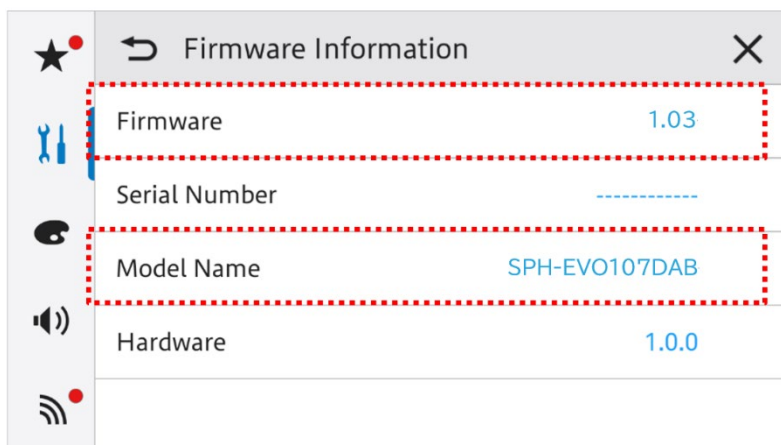 Firmware Information
Firmware 1.03
Serial Number ------------
Model Name SPH-EVO107DAB
Hardware 1.0.0